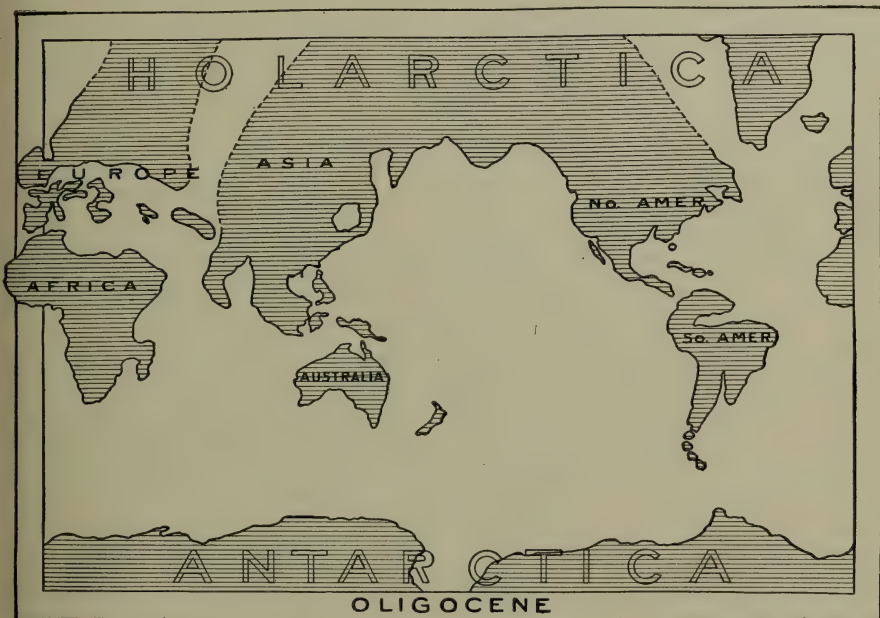 HOLARCTICA
EUROPE
ASIA
No. AMER.
AFRICA
So. AMER.
AUSTRALIA
ANTARCTICA
OLIGOCENE